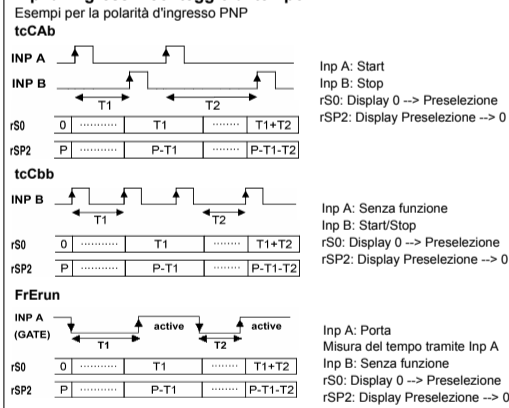 Esempi per la polarità d'ingresso PNP
tcCAb
INP A
INP B
T1
T2
rS0 0 ........... T1 ........ T1+T2
rSP2 P ........... P-T1 ........ P-T1-T2
Inp A: Start
Inp B: Stop
rS0: Display 0 --> Preselezione
rSP2: Display Preselezione --> 0
tcCbb
INP B
T1
T2
rS0 0 ........... T1 ........ T1+T2
rSP2 P ........... P-T1 ........ P-T1-T2
Inp A: Senza funzione
Inp B: Start/Stop
rS0: Display 0 --> Preselezione
rSP2: Display Preselezione --> 0
FrErun
INP A
(GATE)
active
active
T1
T2
rS0 0 ........... T1 ........ T1+T2
rSP2 P ........... P-T1 ........ P-T1-T2
Inp A: Porta
Misura del tempo tramite Inp A
Inp B: Senza funzione
rS0: Display 0 --> Preselezione
rSP2: Display Preselezione --> 0